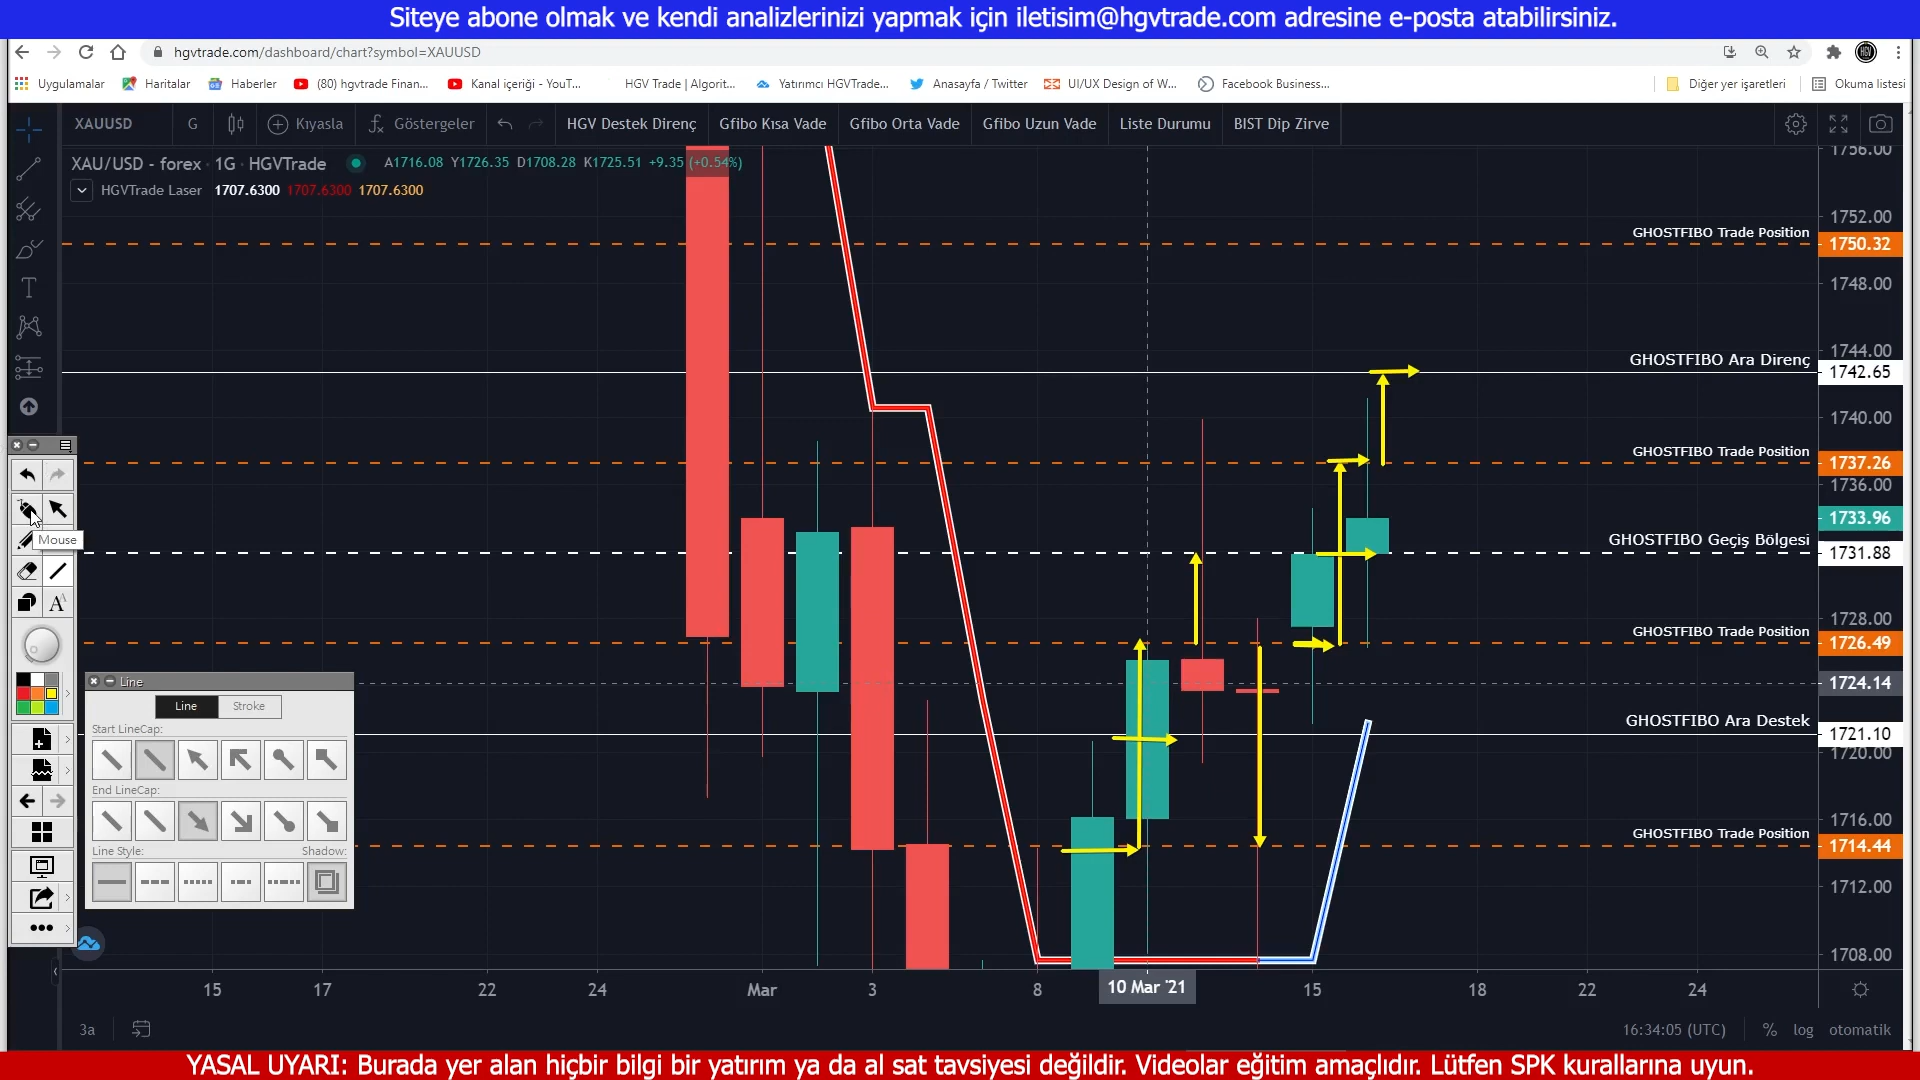 Siteye abone olmak ve kendi analizlerinizi yapmak için iletisim@hgvtrade.com adresine e-posta atabilirsiniz.
hgvtrade.com/dashboard/chart?symbol=XAUUSD
Uygulamalar Haritalar Haberler (80) hgvtrade Finan... Kanal içeriği - YouT... HGV Trade | Algorit... Yatırımcı HGVTrade... Anasayfa / Twitter UI/UX Design of W... Facebook Business... Diğer yer işaretleri Okuma listesi
XAUUSD G Kıyasla Göstergeler HGV Destek Direnç Gfibo Kısa Vade Gfibo Orta Vade Gfibo Uzun Vade Liste Durumu BIST Dip Zirve
XAU/USD - forex · 1G · HGVTrade A1716.08 Y1726.35 D1708.28 K1725.51 +9.35 (+0.54%)
HGVTrade Laser 1707.6300 1707.6300 1707.6300
1756.00
1752.00
GHOSTFIBO Trade Position 1750.32
1748.00
1744.00
GHOSTFIBO Ara Direnç 1742.65
1740.00
GHOSTFIBO Trade Position 1737.26
1736.00
1733.96
GHOSTFIBO Geçiş Bölgesi 1731.88
1728.00
GHOSTFIBO Trade Position 1726.49
1724.14
GHOSTFIBO Ara Destek 1721.10
1720.00
1716.00
GHOSTFIBO Trade Position 1714.44
1712.00
1708.00
Mouse
A
Line
Line Stroke
Start LineCap:
End LineCap:
Line Style: Shadow:
15 17 22 24 Mar 3 8 10 Mar '21 15 18 22 24
3a 16:34:05 (UTC) % log otomatik
YASAL UYARI: Burada yer alan hiçbir bilgi bir yatırım ya da al sat tavsiyesi değildir. Videolar eğitim amaçlıdır. Lütfen SPK kurallarına uyun.